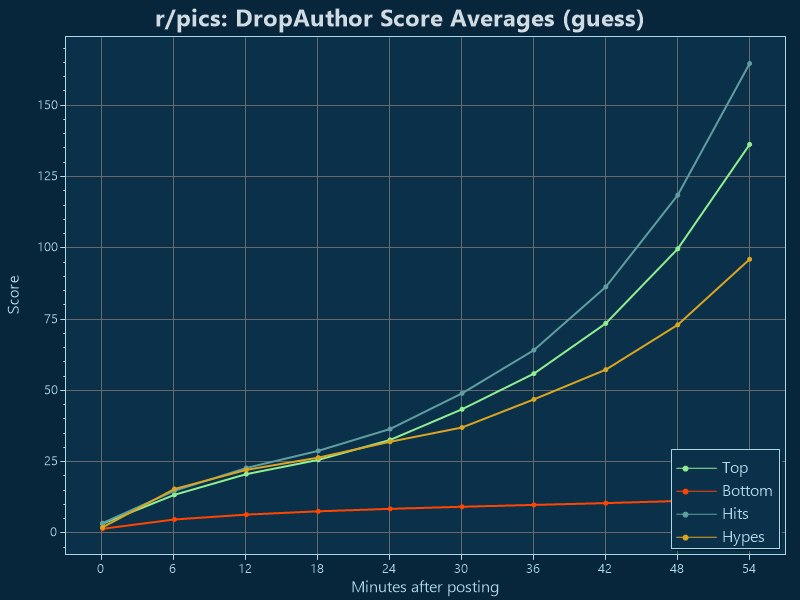 r/pics: DropAuthor Score Averages (guess)
150
125
100
75
50
25
0
Score
0 6 12 18 24 30 36 42 48 54
Minutes after posting
Top
Bottom
Hits
Hypes